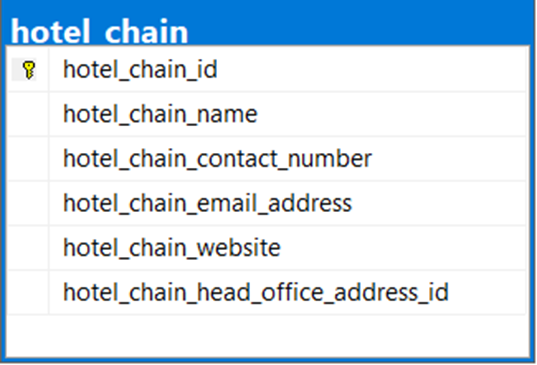 hotel_chain
hotel_chain_id
hotel_chain_name
hotel_chain_contact_number
hotel_chain_email_address
hotel_chain_website
hotel_chain_head_office_address_id